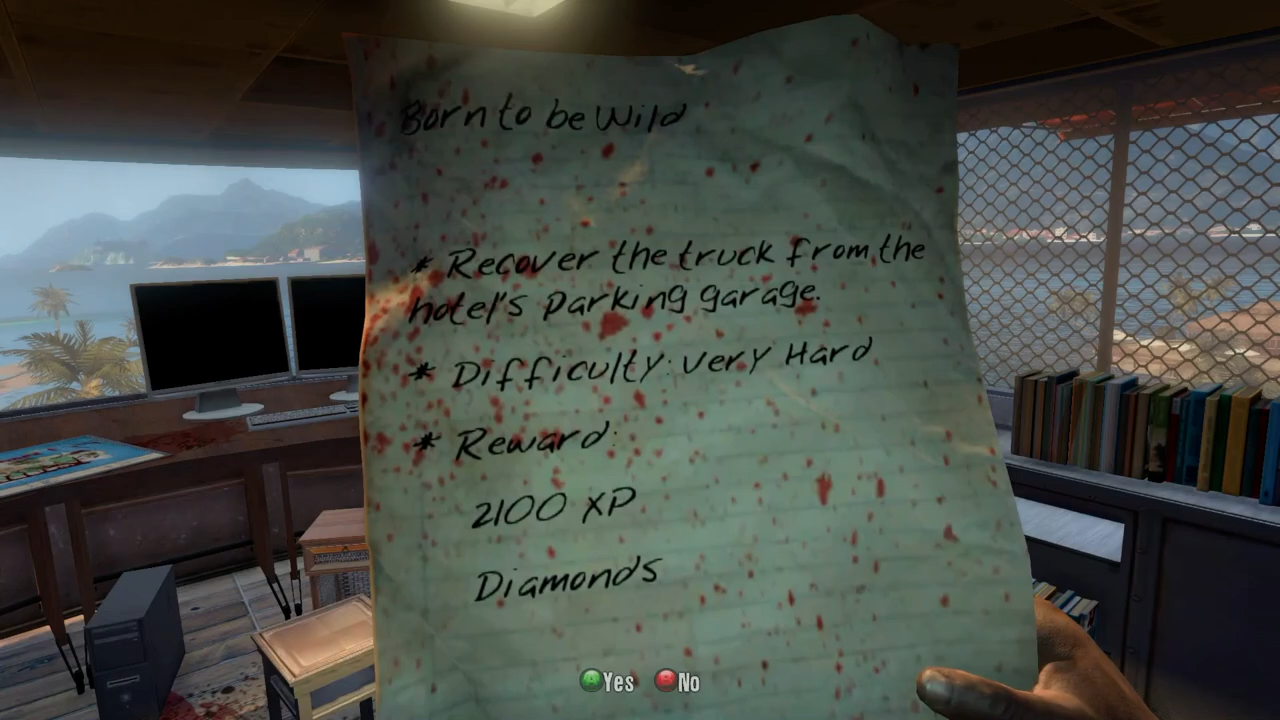 Born to be Wild
* Recover the truck from the
hotel's parking garage.
* Difficulty: very Hard
* Reward:
2100 XP
Diamonds
Yes No